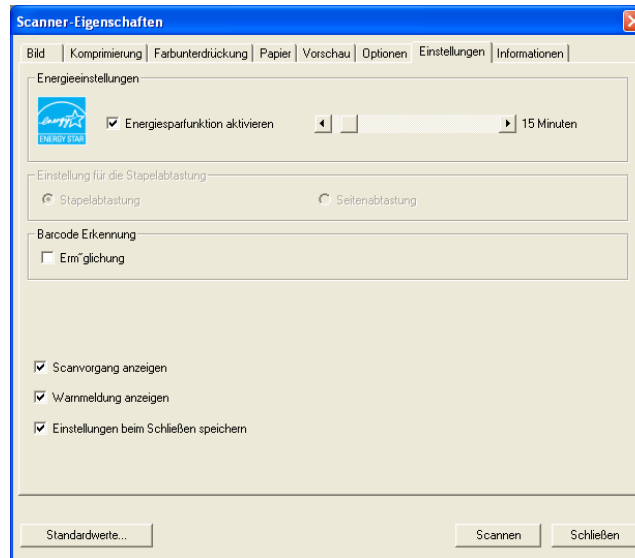 Scanner-Eigenschaften
Bild Komprimierung Farbunterdrückung Papier Vorschau Optionen Einstellungen Informationen
Energieeinstellungen
energy
ENERGY STAR
Energiesparfunktion aktivieren 15 Minuten
Einstellung für die Stapelabtastung
Stapelabtastung Seitenabtastung
Barcode Erkennung
Erm˝glichung
Scanvorgang anzeigen
Warnmeldung anzeigen
Einstellungen beim Schließen speichern
Standardwerte... Scannen Schließen